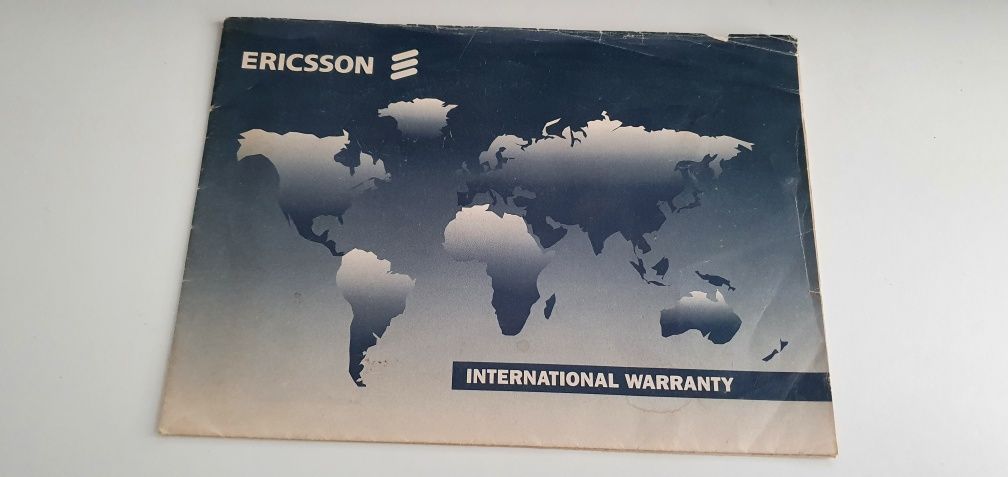 ERICSSON
INTERNATIONAL WARRANTY